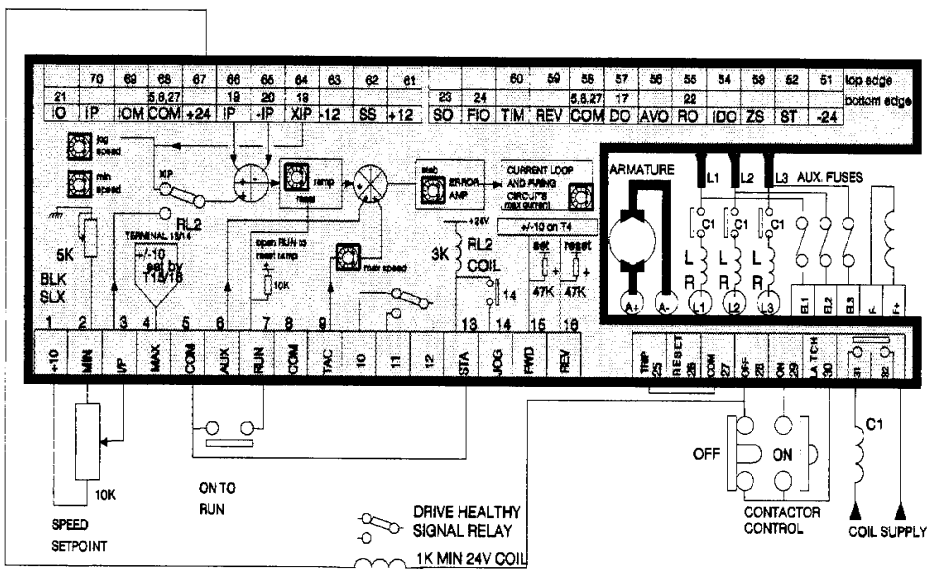 70 69 68 67 66 65 64 63 62 61 60 59 58 57 56 55 54 53 52 51 top edge
21 5,8,27 19 20 18 23 24 5,8,27 17 22 bottom edge
IO IP IOM COM +24 IP -IP XIP -12 SS +12 SO FIO TIM REV COM DO AVO RO IDO ZS ST -24
jog speed
min speed
XIP
RL2
TERMINAL 15/14
+/-10
set by
T15/16
5K
BLK
SLX
ramp
reset
open RUN to
reset ramp
10K
max speed
stab
ERROR
AMP
CURRENT LOOP
AND FIRING
CIRCUITS
max current
+24V
3K
RL2
COIL
14
+/-10 on T4
set reset
47K 47K
ARMATURE
L1 L2 L3 AUX. FUSES
C1 C1 C1
L L L
R R R
A+ A- L1 L2 L3 EL1 EL2 EL3 F- F+
1 2 3 4 5 6 7 8 9 10 11 12 13 14 15 16
+10 MIN I/P MAX COM AUX RUN COM TAC STA JOG FWD REV
TRIP 25 RESET 26 COM 27 OFF 28 ON 29 LATCH 30 31 32
10K
SPEED
SETPOINT
ON TO
RUN
DRIVE HEALTHY
SIGNAL RELAY
1K MIN 24V COIL
OFF ON
CONTACTOR
CONTROL
C1
COIL SUPPLY